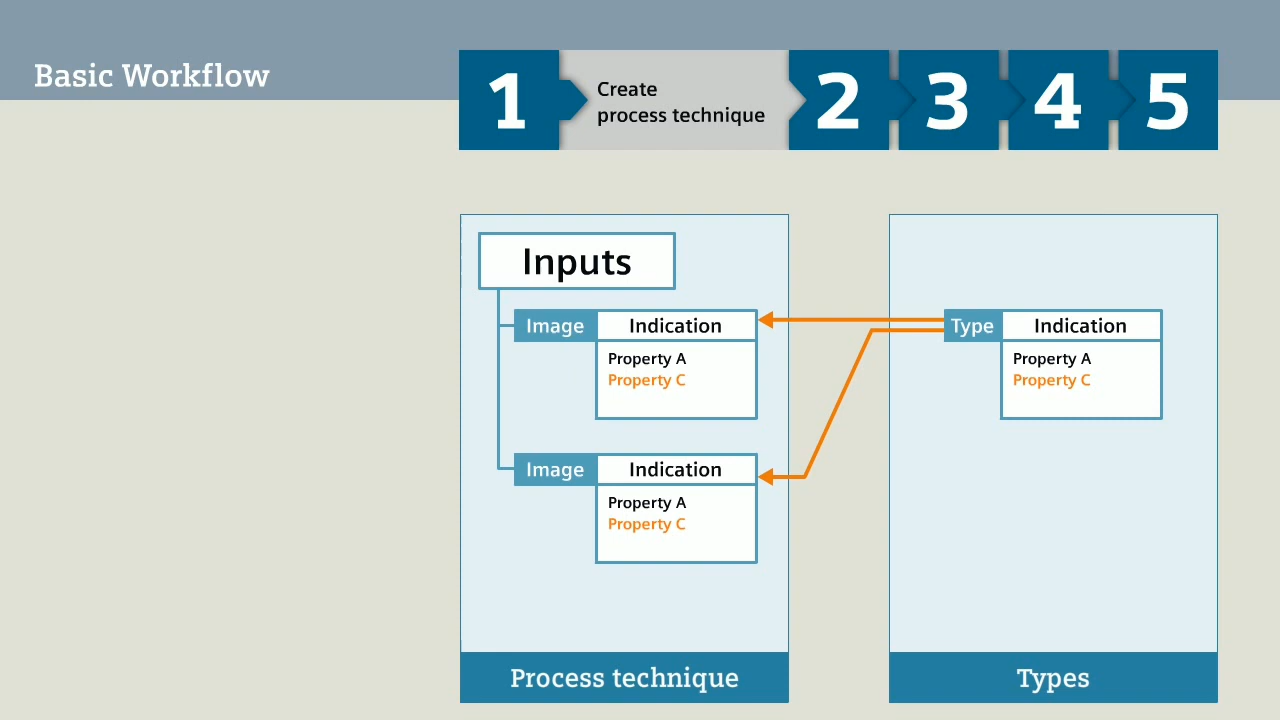 Basic Workflow
1
Create
process technique
2
3
4
5
Inputs
Image
Indication
Property A
Property C
Image
Indication
Property A
Property C
Process technique
Type
Indication
Property A
Property C
Types